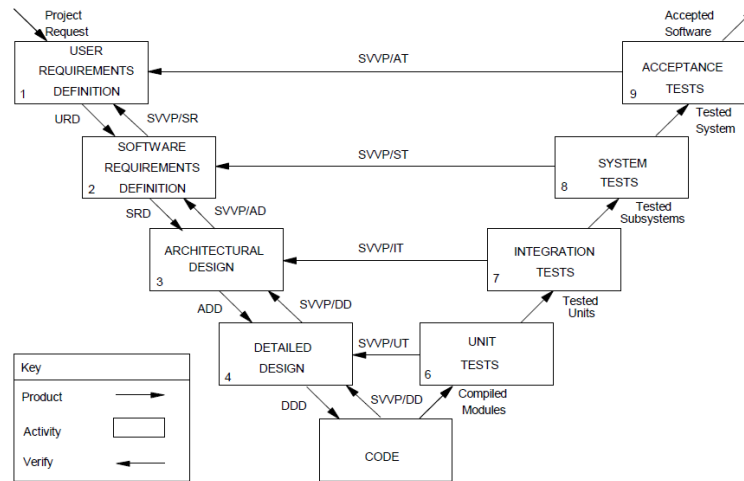 Project
Request
Accepted
Software
USER
REQUIREMENTS
DEFINITION
1
SVVP/AT
ACCEPTANCE
TESTS
9
URD
SVVP/SR
Tested
System
SOFTWARE
REQUIREMENTS
DEFINITION
2
SVVP/ST
SYSTEM
TESTS
8
SRD
SVVP/AD
Tested
Subsystems
ARCHITECTURAL
DESIGN
3
SVVP/IT
INTEGRATION
TESTS
7
ADD
SVVP/DD
Tested
Units
DETAILED
DESIGN
4
SVVP/UT
UNIT
TESTS
6
DDD
SVVP/DD
Compiled
Modules
CODE
Key
Product
Activity
Verify